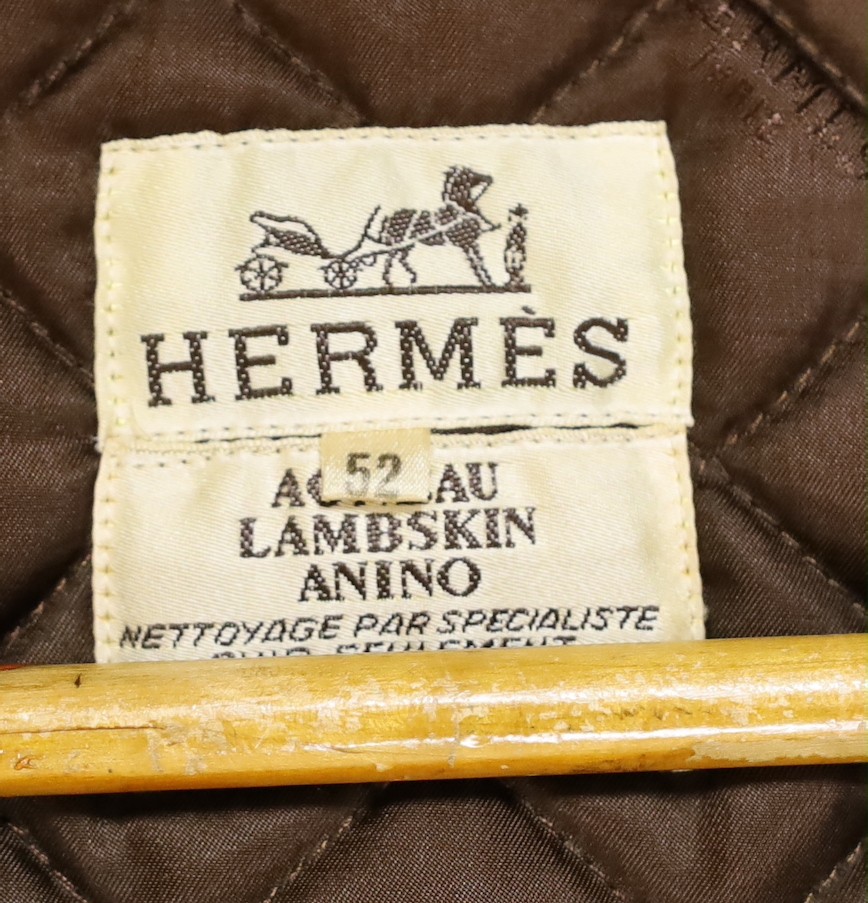 HERMÈS
52
LAMBSKIN
ANINO
NETTOYAGE PAR SPECIALISTE